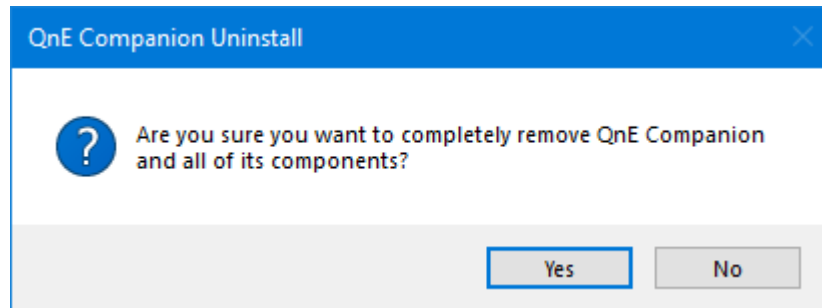 QnE Companion Uninstall
?
Are you sure you want to completely remove QnE Companion
and all of its components?
Yes
No